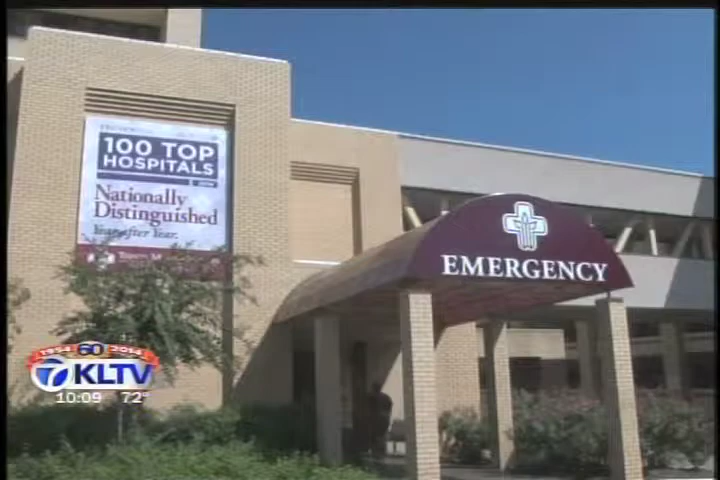 100 TOP
HOSPITALS
Nationally
Distinguished
Year after Year.
EMERGENCY
1954 60 2014
7 KLTV
10:09 72°